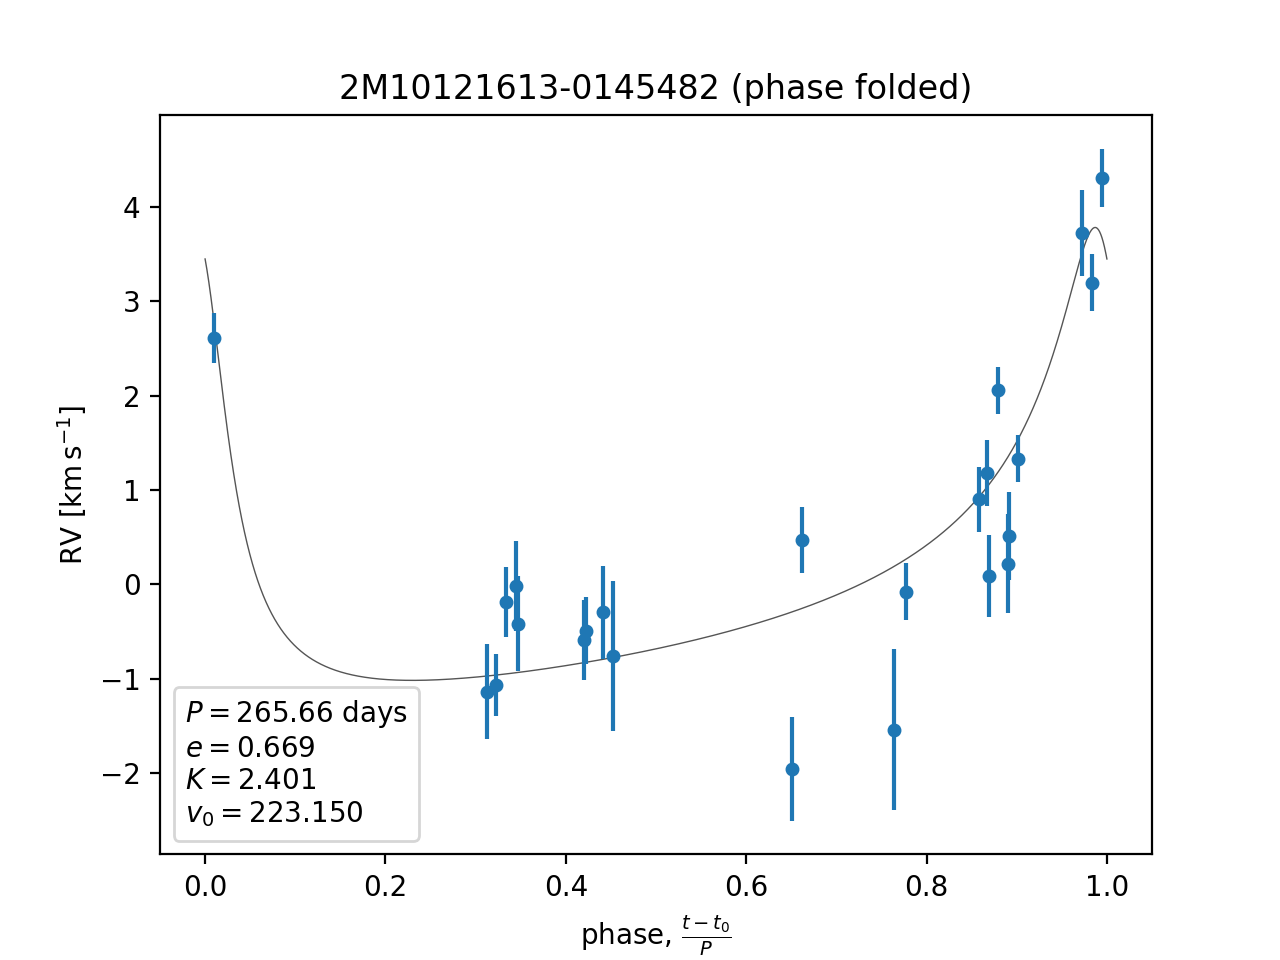 2M10121613-0145482 (phase folded)
RV [km s⁻¹]
4
3
2
1
0
−1
−2
P = 265.66 days
e = 0.669
K = 2.401
v₀ = 223.150
0.0 0.2 0.4 0.6 0.8 1.0
phase, (t − t₀)/P